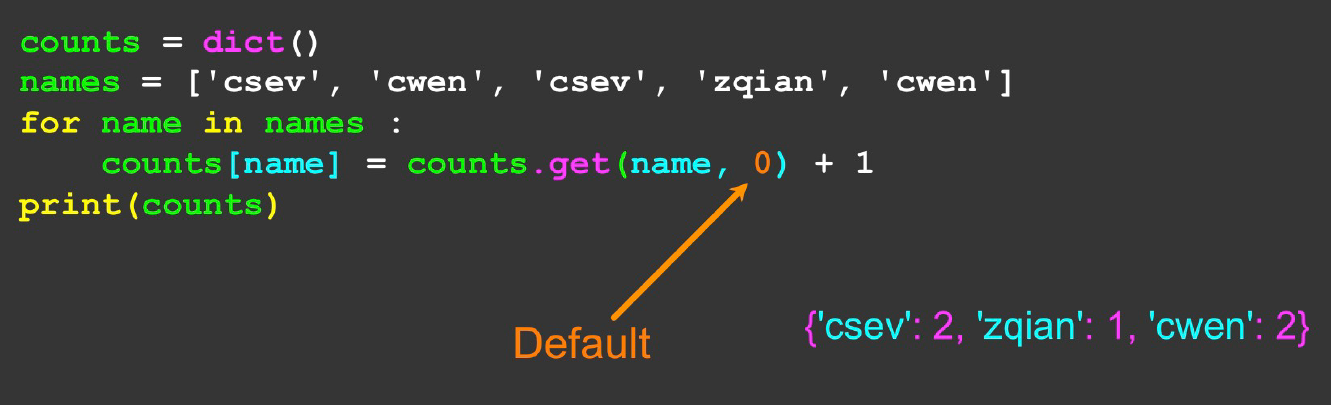 counts = dict()
names = ['csev', 'cwen', 'csev', 'zqian', 'cwen']
for name in names :
    counts[name] = counts.get(name, 0) + 1
print(counts)
Default
{'csev': 2, 'zqian': 1, 'cwen': 2}